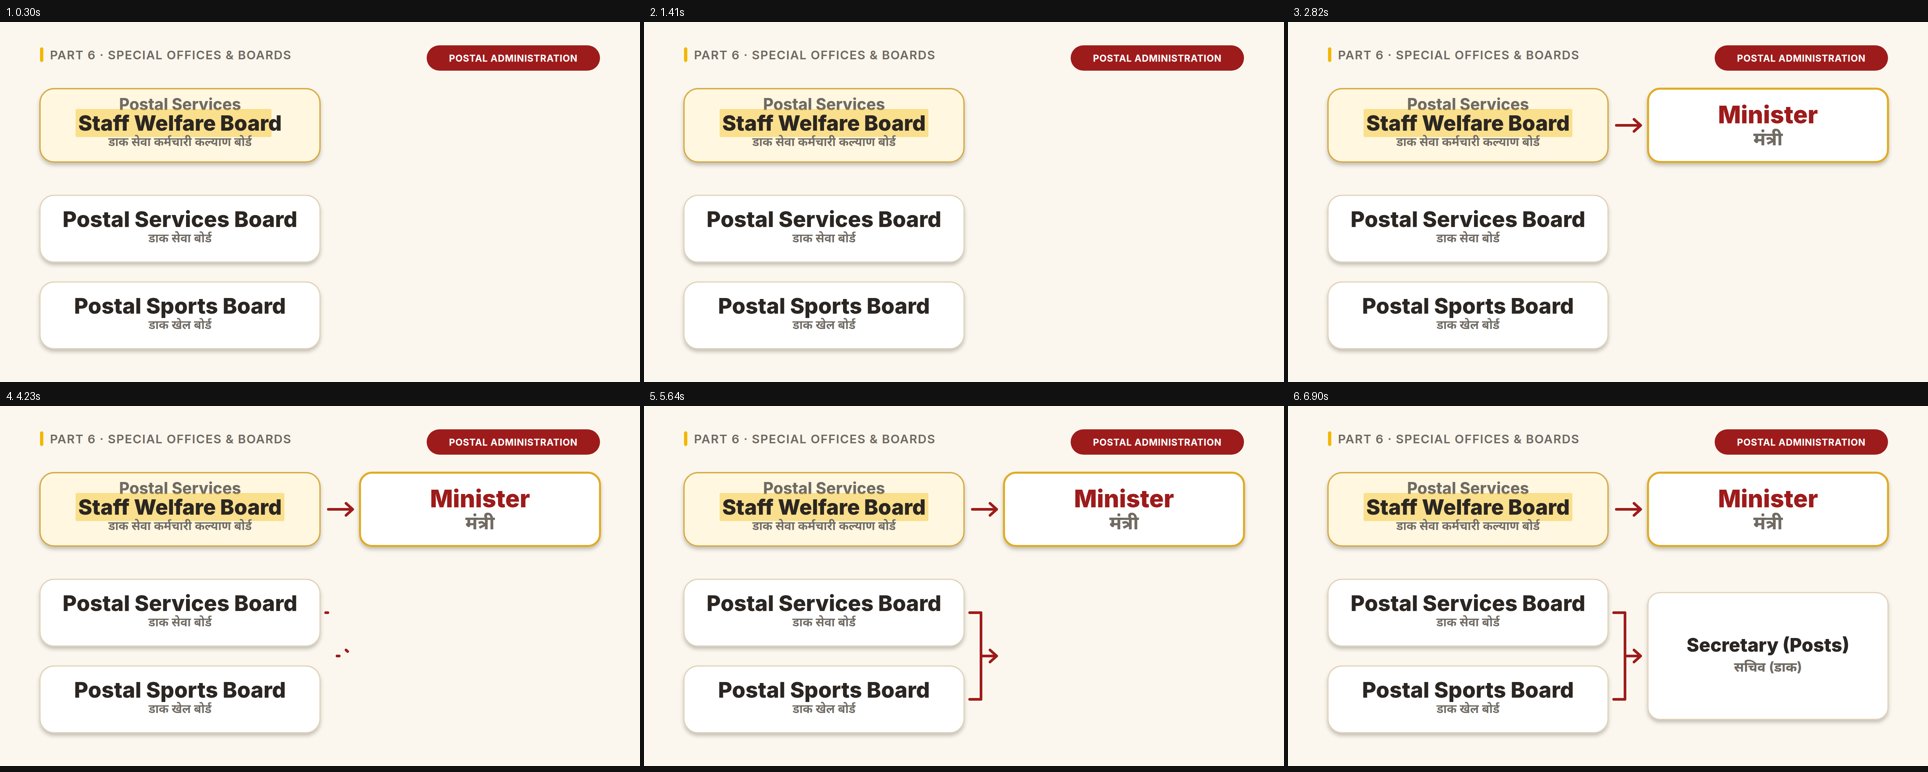 1. 0.30s
PART 6 · SPECIAL OFFICES & BOARDS
POSTAL ADMINISTRATION
Postal Services
Staff Welfare Board
डाक सेवा कर्मचारी कल्याण बोर्ड
Postal Services Board
डाक सेवा बोर्ड
Postal Sports Board
डाक खेल बोर्ड
2. 1.41s
PART 6 · SPECIAL OFFICES & BOARDS
POSTAL ADMINISTRATION
Postal Services
Staff Welfare Board
डाक सेवा कर्मचारी कल्याण बोर्ड
Postal Services Board
डाक सेवा बोर्ड
Postal Sports Board
डाक खेल बोर्ड
3. 2.82s
PART 6 · SPECIAL OFFICES & BOARDS
POSTAL ADMINISTRATION
Postal Services
Staff Welfare Board
डाक सेवा कर्मचारी कल्याण बोर्ड
Minister
मंत्री
Postal Services Board
डाक सेवा बोर्ड
Postal Sports Board
डाक खेल बोर्ड
4. 4.23s
PART 6 · SPECIAL OFFICES & BOARDS
POSTAL ADMINISTRATION
Postal Services
Staff Welfare Board
डाक सेवा कर्मचारी कल्याण बोर्ड
Minister
मंत्री
Postal Services Board
डाक सेवा बोर्ड
Postal Sports Board
डाक खेल बोर्ड
5. 5.64s
PART 6 · SPECIAL OFFICES & BOARDS
POSTAL ADMINISTRATION
Postal Services
Staff Welfare Board
डाक सेवा कर्मचारी कल्याण बोर्ड
Minister
मंत्री
Postal Services Board
डाक सेवा बोर्ड
Postal Sports Board
डाक खेल बोर्ड
6. 6.90s
PART 6 · SPECIAL OFFICES & BOARDS
POSTAL ADMINISTRATION
Postal Services
Staff Welfare Board
डाक सेवा कर्मचारी कल्याण बोर्ड
Minister
मंत्री
Postal Services Board
डाक सेवा बोर्ड
Postal Sports Board
डाक खेल बोर्ड
Secretary (Posts)
सचिव (डाक)